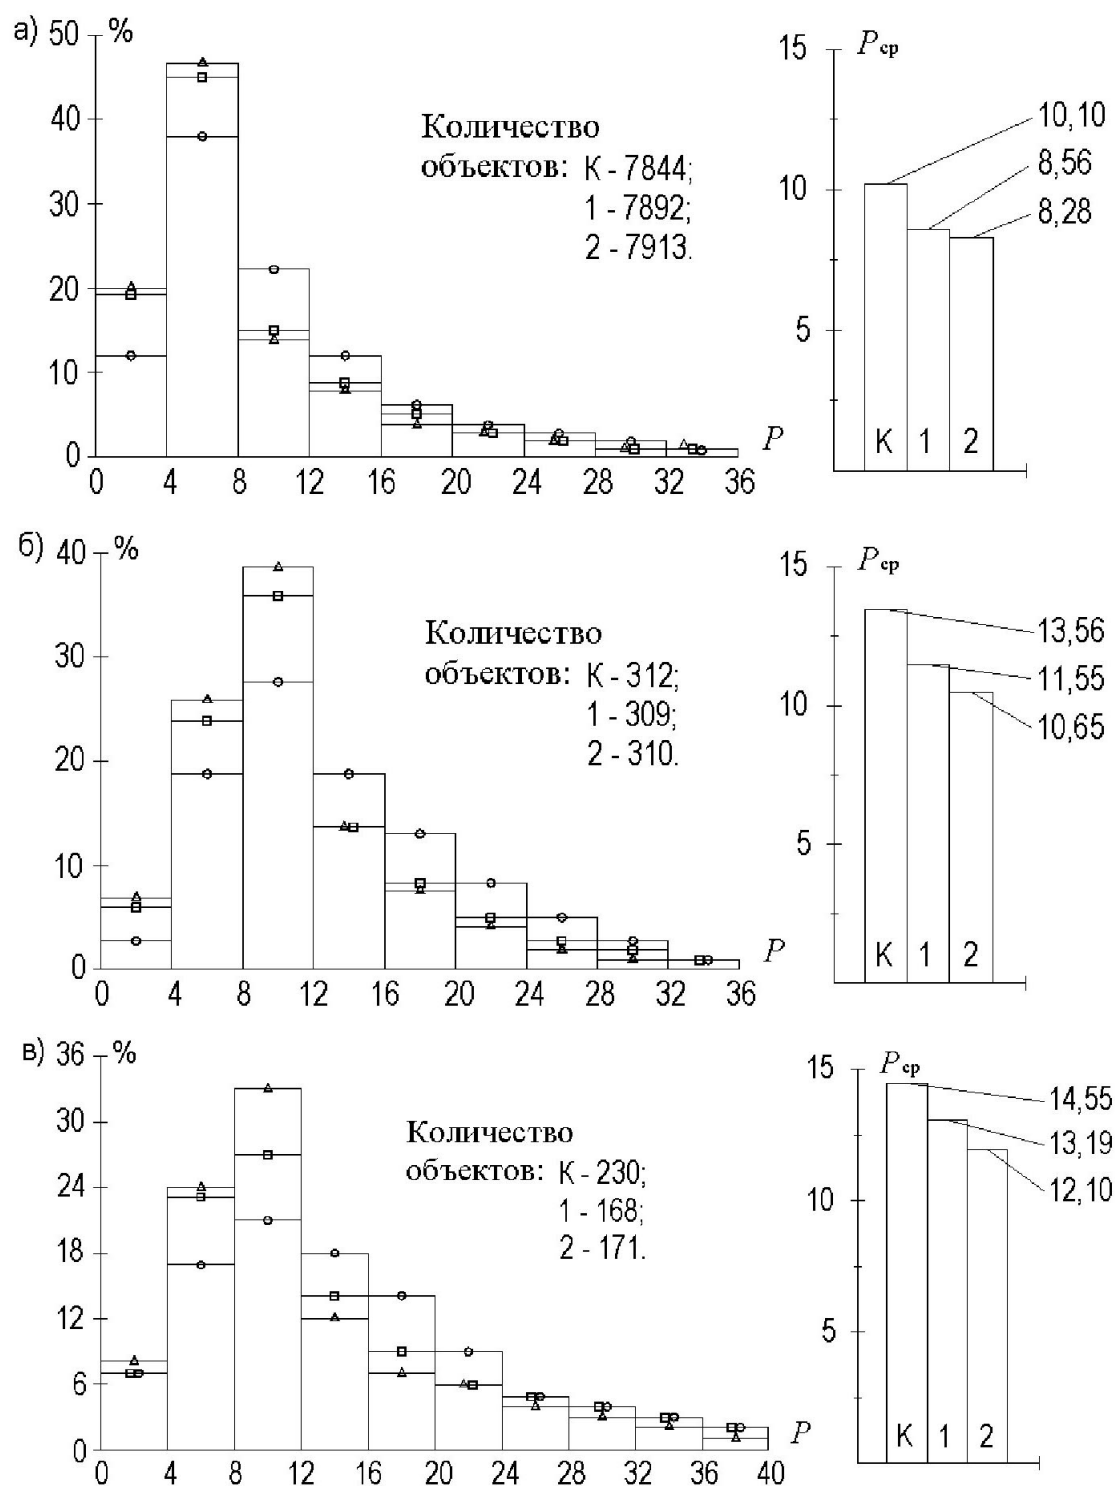 а) 50 %
40
30
20
10
0
0 4 8 12 16 20 24 28 32 36 P
Количество
объектов: К - 7844;
1 - 7892;
2 - 7913.
15 Pср
10
5
10,10
8,56
8,28
К 1 2
б) 40 %
30
20
10
0
0 4 8 12 16 20 24 28 32 36 P
Количество
объектов: К - 312;
1 - 309;
2 - 310.
15 Pср
10
5
13,56
11,55
10,65
К 1 2
в) 36 %
30
24
18
12
6
0
0 4 8 12 16 20 24 28 32 36 40 P
Количество
объектов: К - 230;
1 - 168;
2 - 171.
15 Pср
10
5
14,55
13,19
12,10
К 1 2